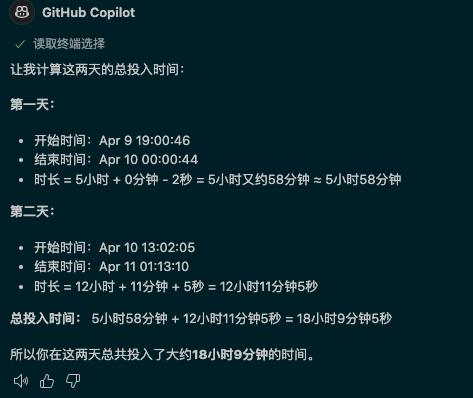 GitHub Copilot
读取终端选择
让我计算这两天的总投入时间：
第一天：
• 开始时间：Apr 9 19:00:46
• 结束时间：Apr 10 00:00:44
• 时长 = 5小时 + 0分钟 - 2秒 = 5小时又约58分钟 ≈ 5小时58分钟
第二天：
• 开始时间：Apr 10 13:02:05
• 结束时间：Apr 11 01:13:10
• 时长 = 12小时 + 11分钟 + 5秒 = 12小时11分钟5秒
总投入时间： 5小时58分钟 + 12小时11分钟5秒 = 18小时9分钟5秒
所以你在这两天总共投入了大约18小时9分钟的时间。